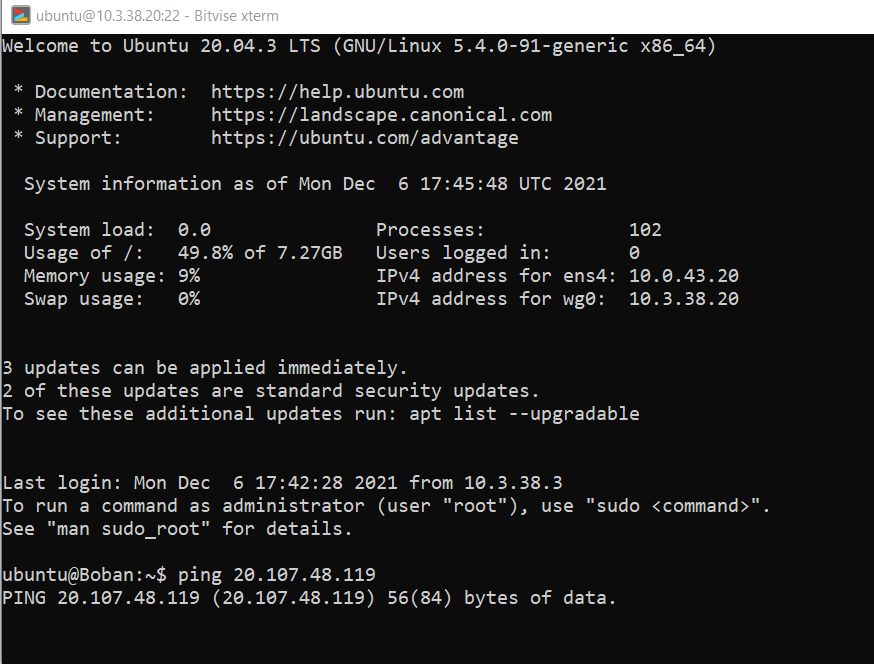 ubuntu@10.3.38.20:22 - Bitvise xterm
Welcome to Ubuntu 20.04.3 LTS (GNU/Linux 5.4.0-91-generic x86_64)
* Documentation: https://help.ubuntu.com
* Management: https://landscape.canonical.com
* Support: https://ubuntu.com/advantage
System information as of Mon Dec 6 17:45:48 UTC 2021
System load: 0.0 Processes: 102
Usage of /: 49.8% of 7.27GB Users logged in: 0
Memory usage: 9% IPv4 address for ens4: 10.0.43.20
Swap usage: 0% IPv4 address for wg0: 10.3.38.20
3 updates can be applied immediately.
2 of these updates are standard security updates.
To see these additional updates run: apt list --upgradable
Last login: Mon Dec 6 17:42:28 2021 from 10.3.38.3
To run a command as administrator (user "root"), use "sudo <command>".
See "man sudo_root" for details.
ubuntu@Boban:~$ ping 20.107.48.119
PING 20.107.48.119 (20.107.48.119) 56(84) bytes of data.